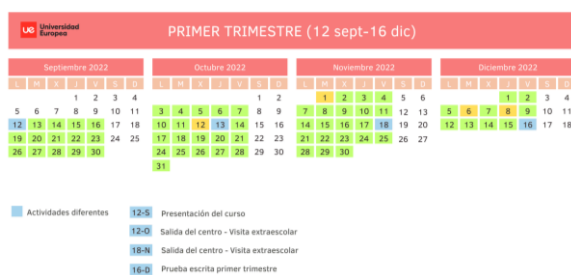 ue Universidad Europea
PRIMER TRIMESTRE (12 sept-16 dic)
Septiembre 2022
L M X J V S D
1 2 3 4
5 6 7 8 9 10 11
12 13 14 15 16 17 18
19 20 21 22 23 24 25
26 27 28 29 30
Octubre 2022
L M X J V S D
1 2
3 4 5 6 7 8 9
10 11 12 13 14 15 16
17 18 19 20 21 22 23
24 25 26 27 28 29 30
31
Noviembre 2022
L M X J V S D
1 2 3 4 5 6
7 8 9 10 11 12 13
14 15 16 17 18 19 20
21 22 23 24 25 26 27
28 29 30
Diciembre 2022
L M X J V S D
1 2 3 4
5 6 7 8 9 10 11
12 13 14 15 16 17 18
Actividades diferentes
12-S Presentación del curso
12-O Salida del centro - Visita extraescolar
18-N Salida del centro - Visita extraescolar
16-D Prueba escrita primer trimestre